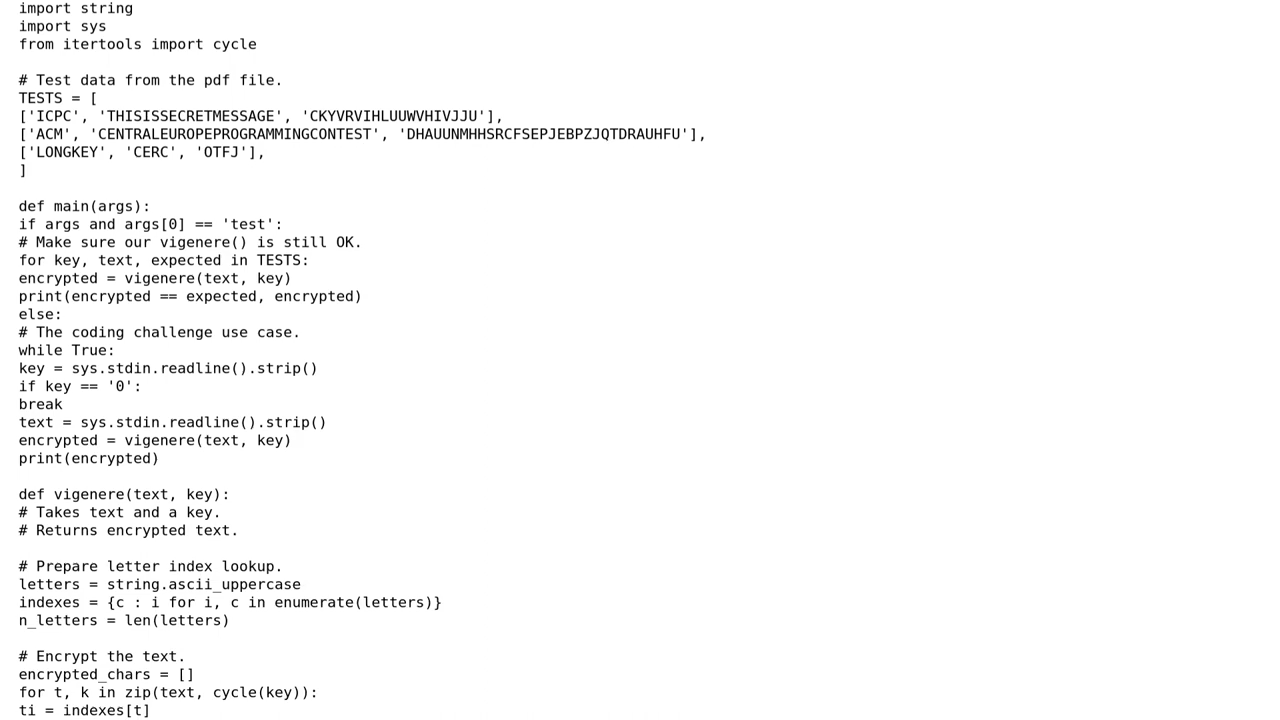 import string
import sys
from itertools import cycle
# Test data from the pdf file.
TESTS = [
['ICPC', 'THISISSECRETMESSAGE', 'CKYVRVIHLUUWVHIVJJU'],
['ACM', 'CENTRALEUROPEPROGRAMMINGCONTEST', 'DHAUUNMHHSRCFSEPJEBPZJQTDRAUHFU'],
['LONGKEY', 'CERC', 'OTFJ'],
]
def main(args):
if args and args[0] == 'test':
# Make sure our vigenere() is still OK.
for key, text, expected in TESTS:
encrypted = vigenere(text, key)
print(encrypted == expected, encrypted)
else:
# The coding challenge use case.
while True:
key = sys.stdin.readline().strip()
if key == '0':
break
text = sys.stdin.readline().strip()
encrypted = vigenere(text, key)
print(encrypted)
def vigenere(text, key):
# Takes text and a key.
# Returns encrypted text.
# Prepare letter index lookup.
letters = string.ascii_uppercase
indexes = {c : i for i, c in enumerate(letters)}
n_letters = len(letters)
# Encrypt the text.
encrypted_chars = []
for t, k in zip(text, cycle(key)):
ti = indexes[t]